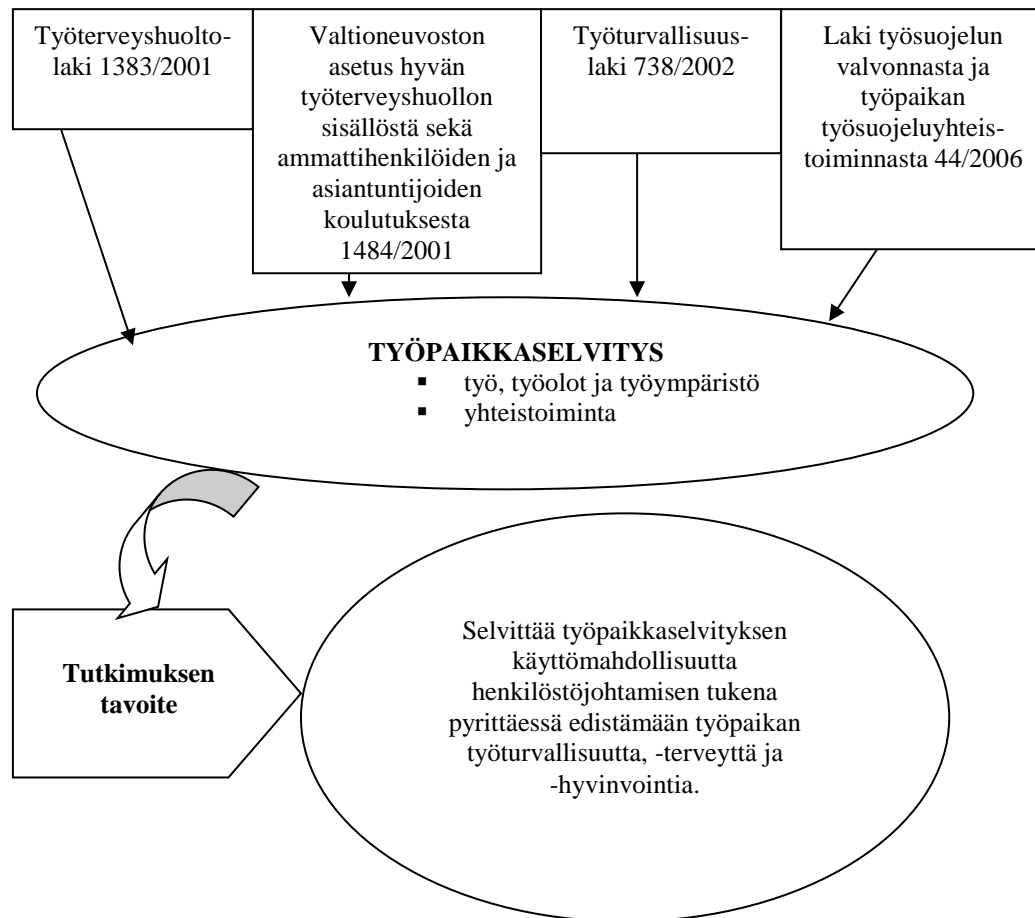 Työterveyshuolto-
laki 1383/2001
Valtioneuvoston
asetus hyvän
työterveyshuollon
sisällöstä sekä
ammattihenkilöiden ja
asiantuntijoiden
koulutuksesta
1484/2001
Työturvallisuus-
laki 738/2002
Laki työsuojelun
valvonnasta ja
työpaikan
työsuojeluyhteis-
toiminnasta 44/2006
TYÖPAIKKASELVITYS
▪ työ, työolot ja työympäristö
▪ yhteistoiminta
Tutkimuksen
tavoite
Selvittää työpaikkaselvityksen
käyttömahdollisuutta
henkilöstöjohtamisen tukena
pyrittäessä edistämään työpaikan
työturvallisuutta, -terveyttä ja
-hyvinvointia.